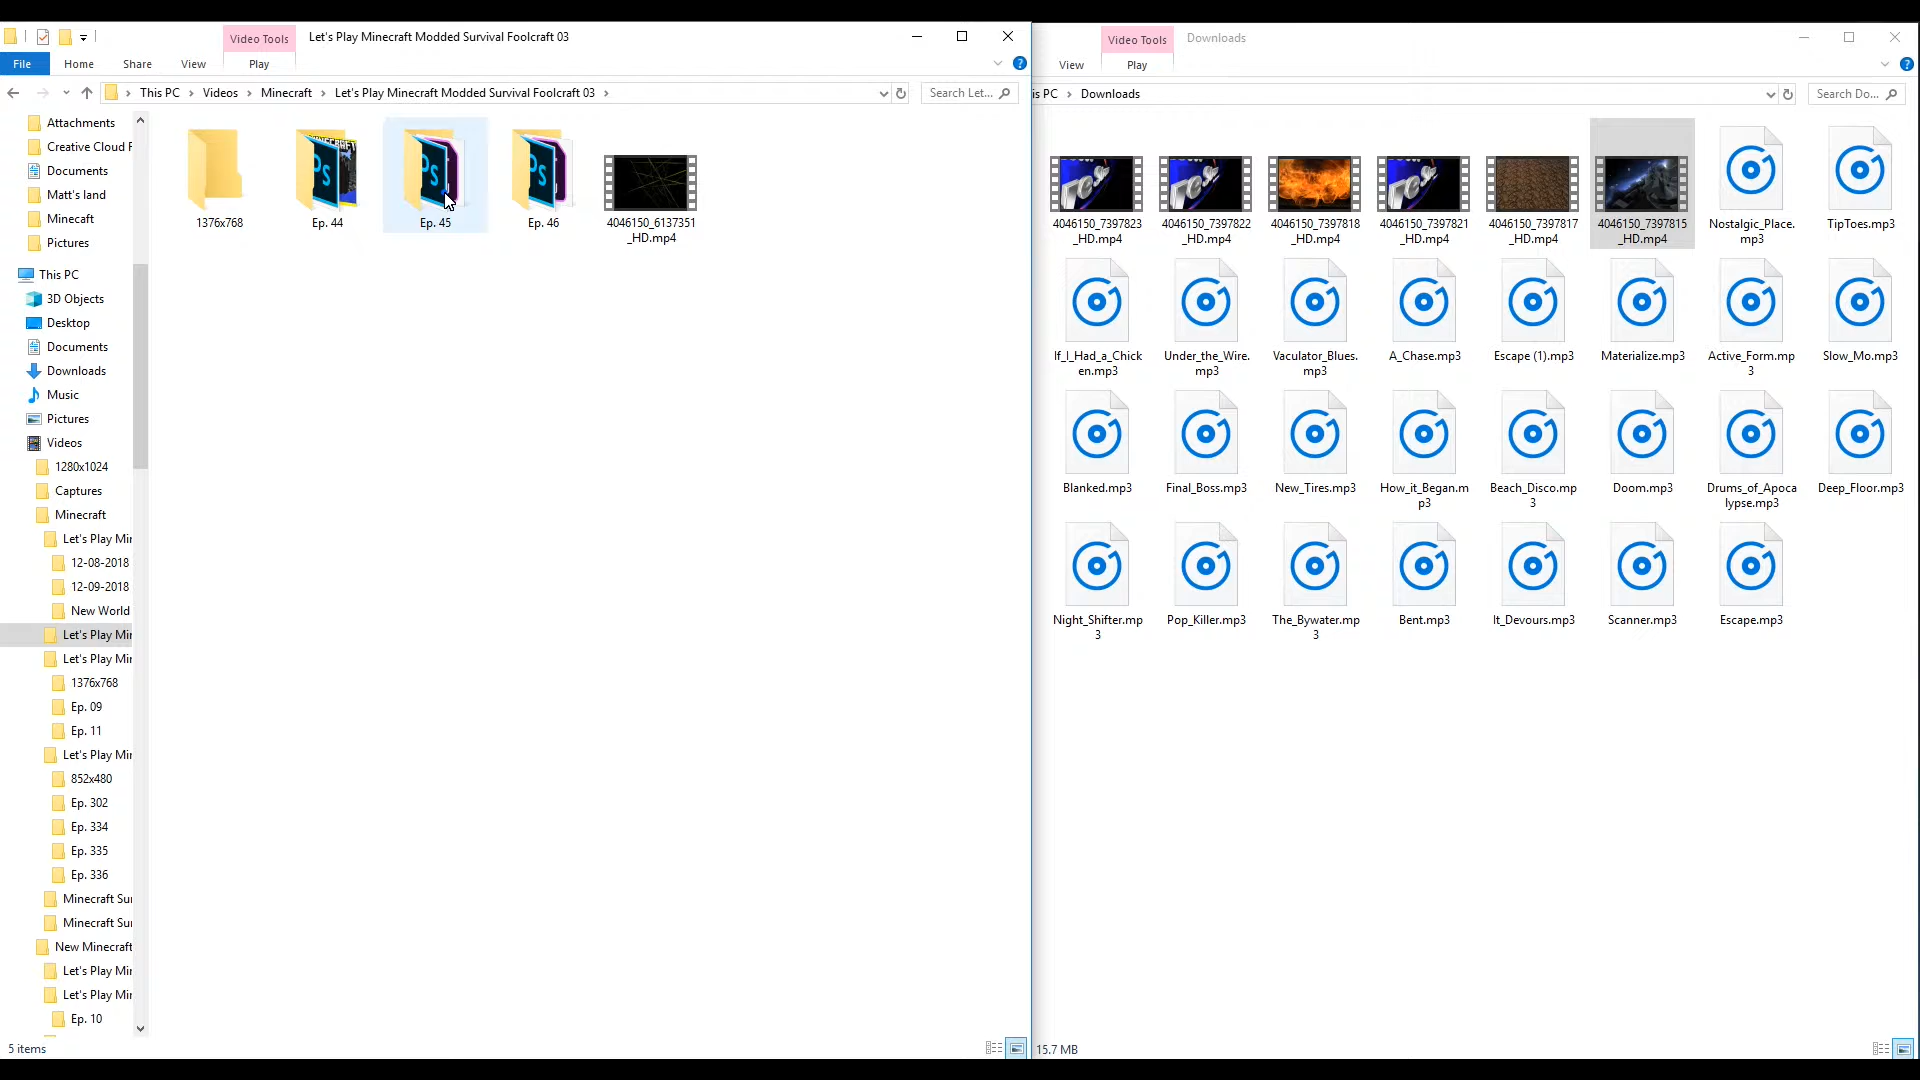 Video Tools
Let's Play Minecraft Modded Survival Foolcraft 03
File
Home
Share
View
Play
This PC
Videos
Minecraft
Let's Play Minecraft Modded Survival Foolcraft 03
Search Let...
Attachments
Creative Cloud F
Documents
Matt's land
Minecaft
Pictures
This PC
3D Objects
Desktop
Documents
Downloads
Music
Pictures
Videos
1280x1024
Captures
Minecraft
Let's Play Mir
12-08-2018
12-09-2018
New World
Let's Play Mir
Let's Play Mir
1376x768
Ep. 09
Ep. 11
Let's Play Mir
852x480
Ep. 302
Ep. 334
Ep. 335
Ep. 336
Minecraft Su
Minecraft Su
New Minecraft
Let's Play Mir
Let's Play Mir
Ep. 10
1376x768
Ep. 44
Ep. 45
Ep. 46
4046150_6137351
_HD.mp4
5 items
Video Tools
Downloads
View
Play
is PC
Downloads
Search Do...
4046150_7397823
_HD.mp4
4046150_7397822
_HD.mp4
4046150_7397818
_HD.mp4
4046150_7397821
_HD.mp4
4046150_7397817
_HD.mp4
4046150_7397815
_HD.mp4
Nostalgic_Place.
mp3
TipToes.mp3
If_I_Had_a_Chick
en.mp3
Under_the_Wire.
mp3
Vaculator_Blues.
mp3
A_Chase.mp3
Escape (1).mp3
Materialize.mp3
Active_Form.mp
3
Slow_Mo.mp3
Blanked.mp3
Final_Boss.mp3
New_Tires.mp3
How_it_Began.m
p3
Beach_Disco.mp
3
Doom.mp3
Drums_of_Apoca
lypse.mp3
Deep_Floor.mp3
Night_Shifter.mp
3
Pop_Killer.mp3
The_Bywater.mp
3
Bent.mp3
It_Devours.mp3
Scanner.mp3
Escape.mp3
15.7 MB